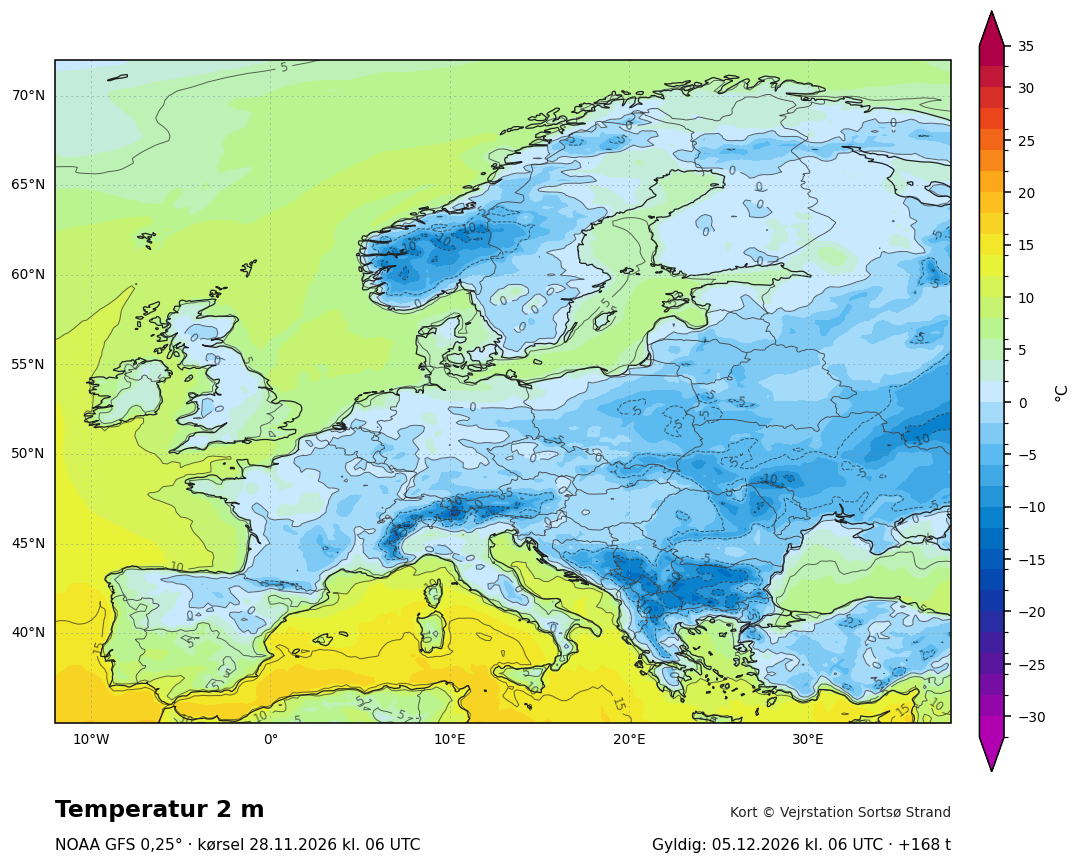 70°N
65°N
60°N
55°N
50°N
45°N
40°N
10°W
0°
10°E
20°E
30°E
35
30
25
20
15
10
5
0
−5
−10
−15
−20
−25
−30
°C
Temperatur 2 m
Kort © Vejrstation Sortsø Strand
NOAA GFS 0,25° · kørsel 28.11.2026 kl. 06 UTC
Gyldig: 05.12.2026 kl. 06 UTC · +168 t